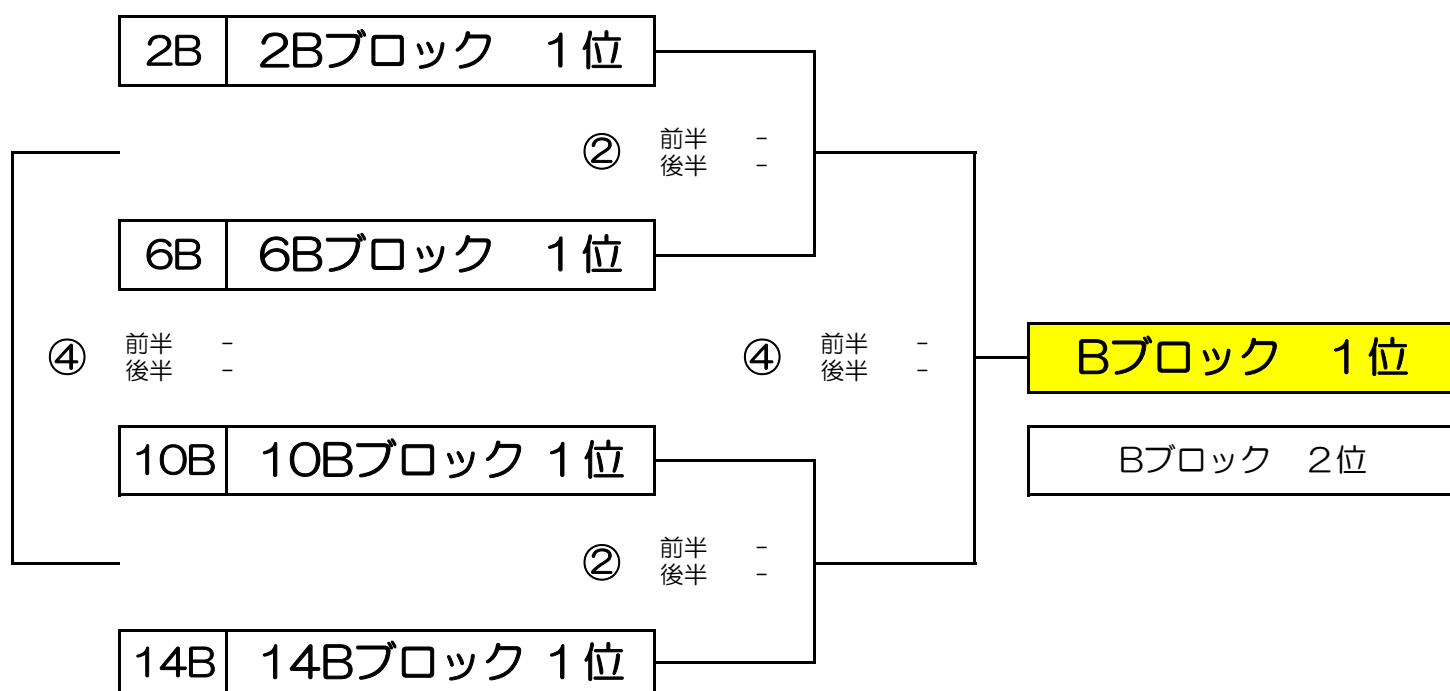 2B 2Bブロック　１位
② 前半 -
後半 -
6B 6Bブロック　１位
④ 前半 -
後半 -
④ 前半 -
後半 -
Bブロック　１位
10B 10Bブロック １位
Bブロック　２位
② 前半 -
後半 -
14B 14Bブロック １位